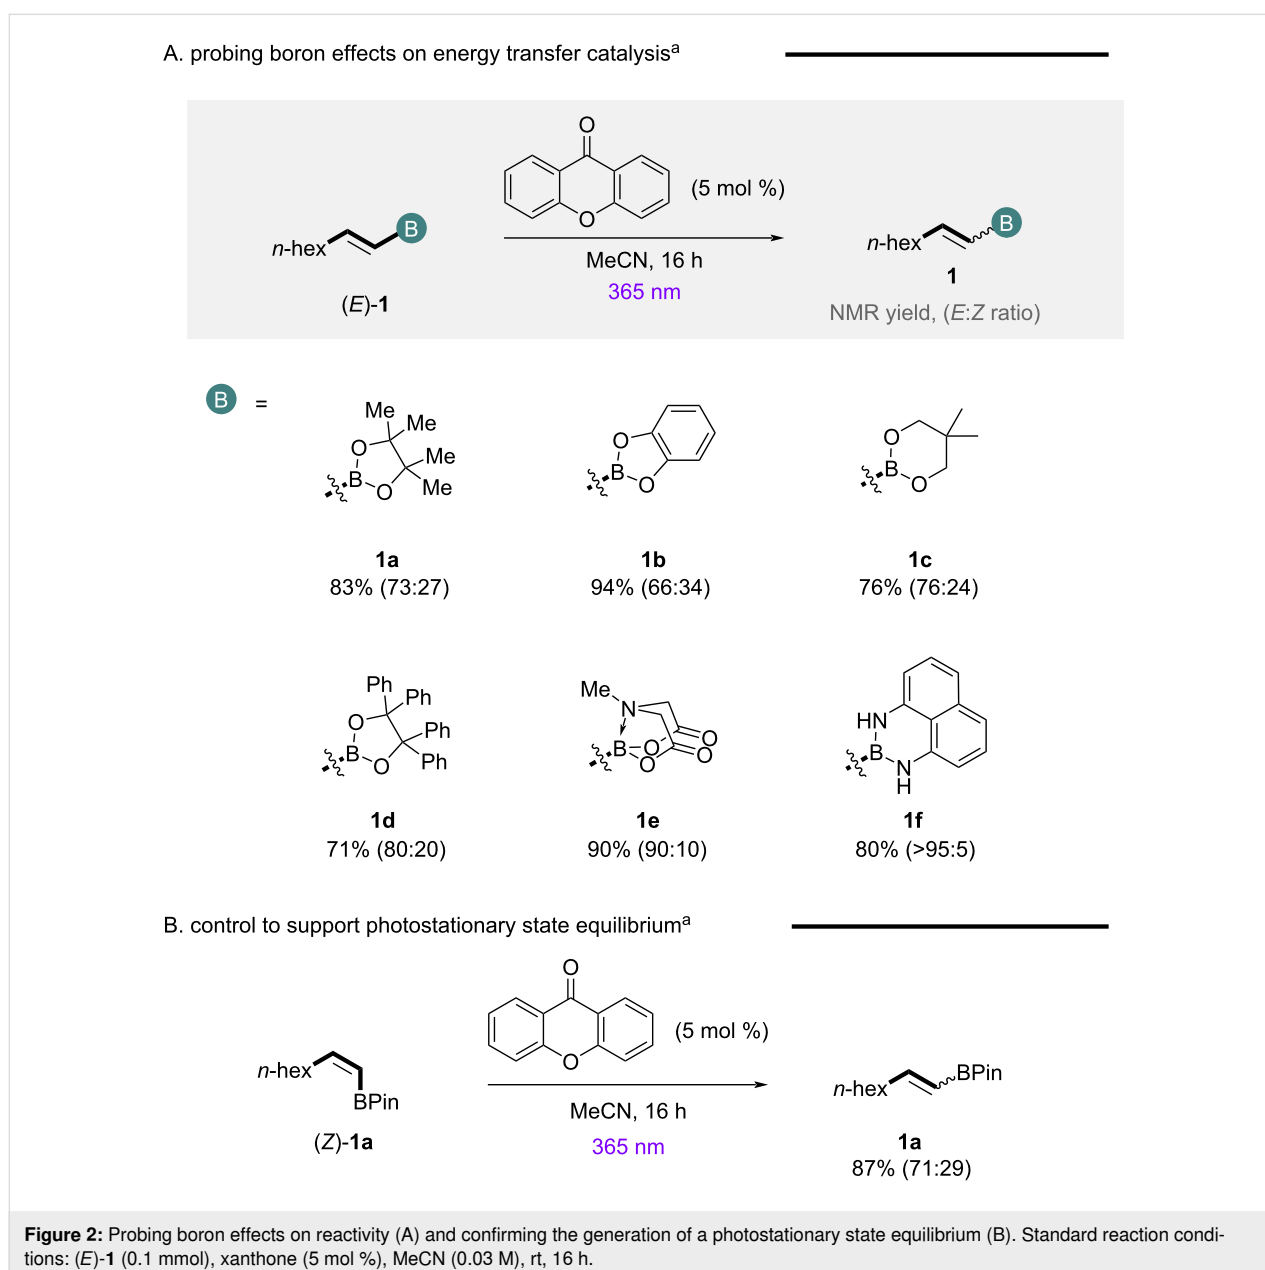 A. probing boron effects on energy transfer catalysisᵃ
O
O
(5 mol %)
n-hex
B
(E)-1
MeCN, 16 h
365 nm
n-hex
B
1
NMR yield, (E:Z ratio)
B =
Me
Me
Me
Me
O
B
O
1a
83% (73:27)
O
B
O
1b
94% (66:34)
O
B
O
1c
76% (76:24)
Ph
Ph
Ph
Ph
O
B
O
1d
71% (80:20)
Me
N
B
O
O
O
O
1e
90% (90:10)
HN
B
N
H
1f
80% (>95:5)
B. control to support photostationary state equilibriumᵃ
O
O
(5 mol %)
n-hex
BPin
(Z)-1a
MeCN, 16 h
365 nm
n-hex
BPin
1a
87% (71:29)
Figure 2: Probing boron effects on reactivity (A) and confirming the generation of a photostationary state equilibrium (B). Standard reaction condi-
tions: (E)-1 (0.1 mmol), xanthone (5 mol %), MeCN (0.03 M), rt, 16 h.